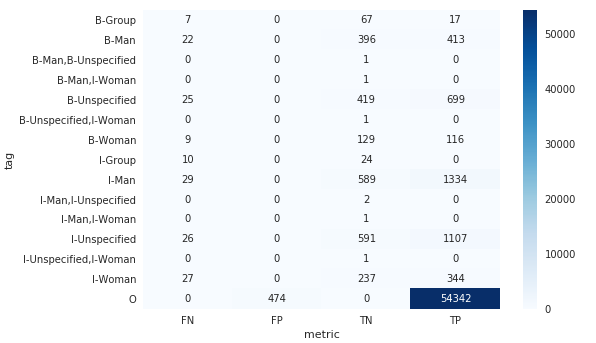 B-Group 7 0 67 17
B-Man 22 0 396 413
B-Man,B-Unspecified 0 0 1 0
B-Man,I-Woman 0 0 1 0
B-Unspecified 25 0 419 699
B-Unspecified,I-Woman 0 0 1 0
B-Woman 9 0 129 116
I-Group 10 0 24 0
I-Man 29 0 589 1334
I-Man,I-Unspecified 0 0 2 0
I-Man,I-Woman 0 0 1 0
I-Unspecified 26 0 591 1107
I-Unspecified,I-Woman 0 0 1 0
I-Woman 27 0 237 344
O 0 474 0 54342
FN FP TN TP
metric
tag
50000
40000
30000
20000
10000
0